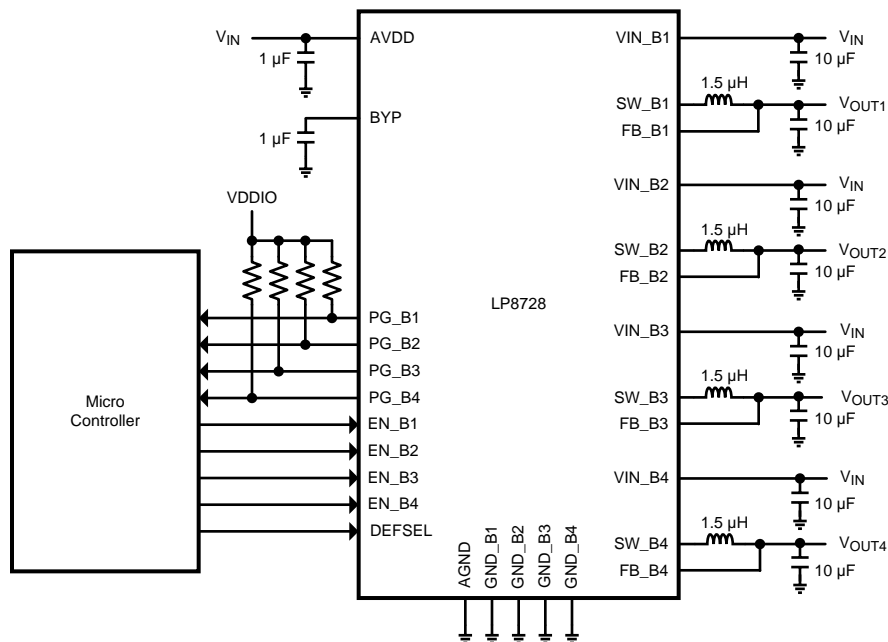 V_IN
1 µF
AVDD
BYP
1 µF
VDDIO
PG_B1
PG_B2
PG_B3
PG_B4
EN_B1
EN_B2
EN_B3
EN_B4
DEFSEL
Micro
Controller
LP8728
AGND
GND_B1
GND_B2
GND_B3
GND_B4
VIN_B1
V_IN
10 µF
1.5 µH
SW_B1
V_OUT1
FB_B1
10 µF
VIN_B2
V_IN
10 µF
1.5 µH
SW_B2
V_OUT2
FB_B2
10 µF
VIN_B3
V_IN
10 µF
1.5 µH
SW_B3
V_OUT3
FB_B3
10 µF
VIN_B4
V_IN
10 µF
1.5 µH
SW_B4
V_OUT4
FB_B4
10 µF